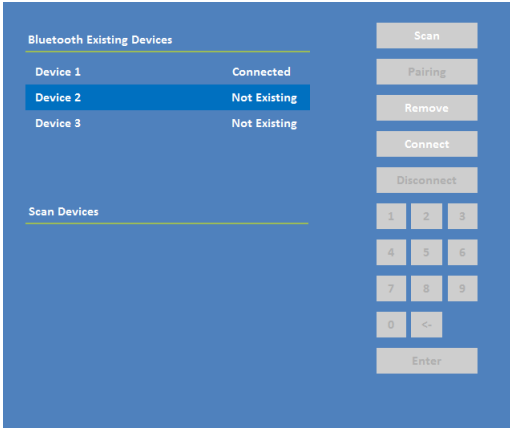 Bluetooth Existing Devices
Device 1 Connected
Device 2 Not Existing
Device 3 Not Existing
Scan Devices
Scan
Pairing
Remove
Connect
Disconnect
1 2 3
4 5 6
7 8 9
0 <-
Enter